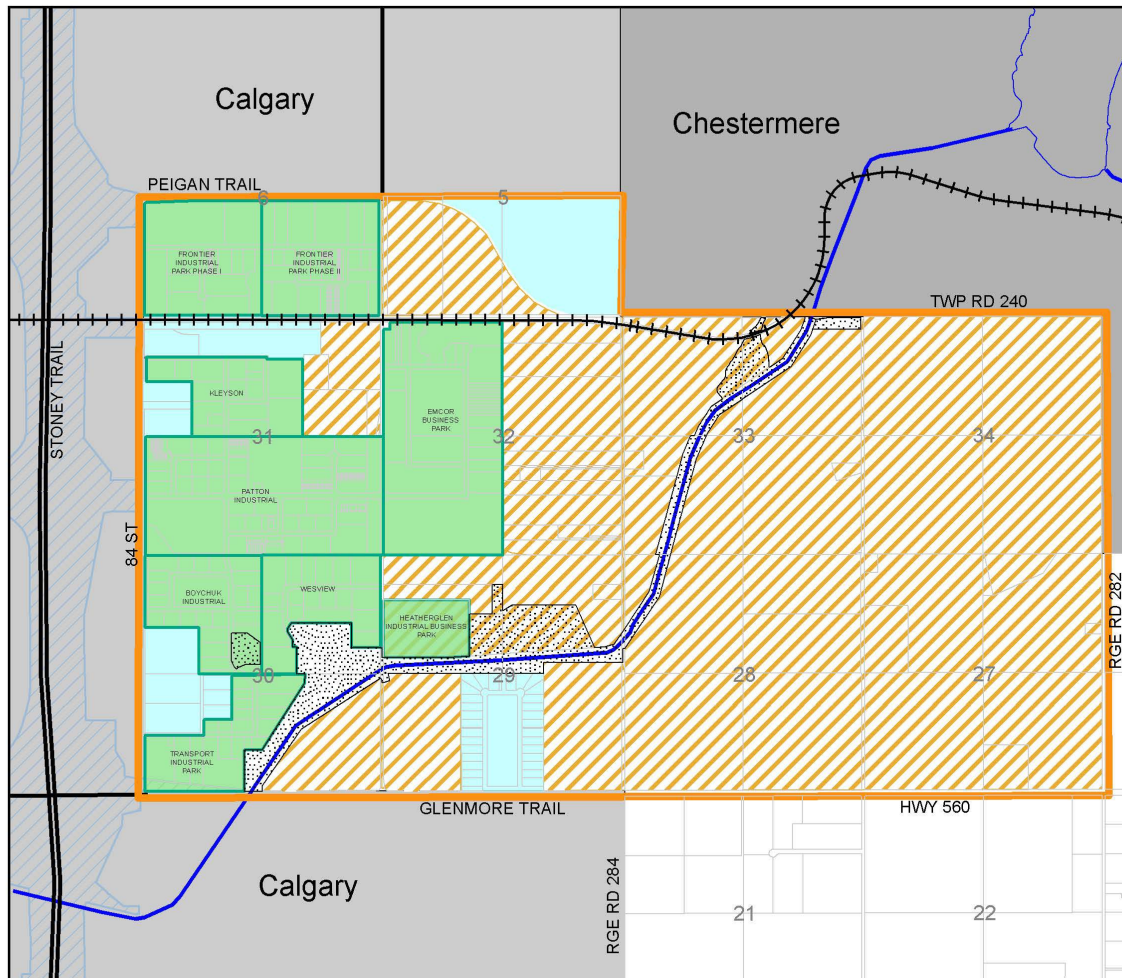 Calgary
Chestermere
PEIGAN TRAIL
6
5
FRONTIER
INDUSTRIAL
PARK PHASE I
FRONTIER
INDUSTRIAL
PARK PHASE II
TWP RD 240
STONEY TRAIL
KLEYSON
EMCOR
BUSINESS
PARK
31
32
33
34
PATTON
INDUSTRIAL
84 ST
BOYCHUK
INDUSTRIAL
WESVIEW
HEATHERGLEN
INDUSTRIAL BUSINESS
PARK
RGE RD 282
30
29
28
27
TRANSPORT
INDUSTRIAL
PARK
GLENMORE TRAIL
HWY 560
Calgary
RGE RD 284
21
22